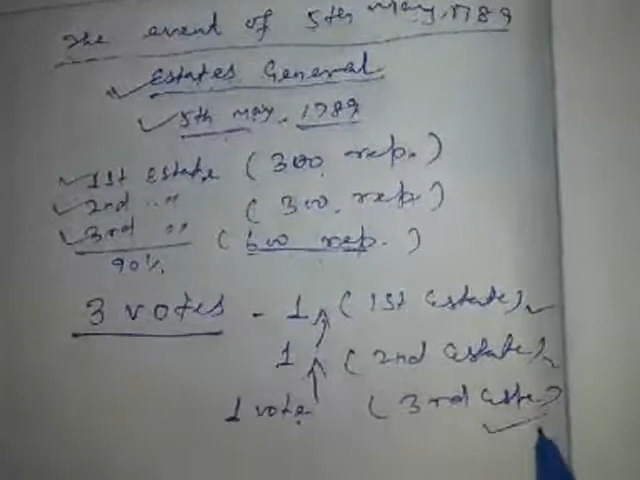 The event of 5th May, 1789
Estates General
5th May, 1789
1st Estate (300 rep.)
2nd " (300. rep.)
3rd " (600 rep.)
90%
3 votes - 1 (1st Estate)
1 (2nd Estate)
1 vote (3rd Este)